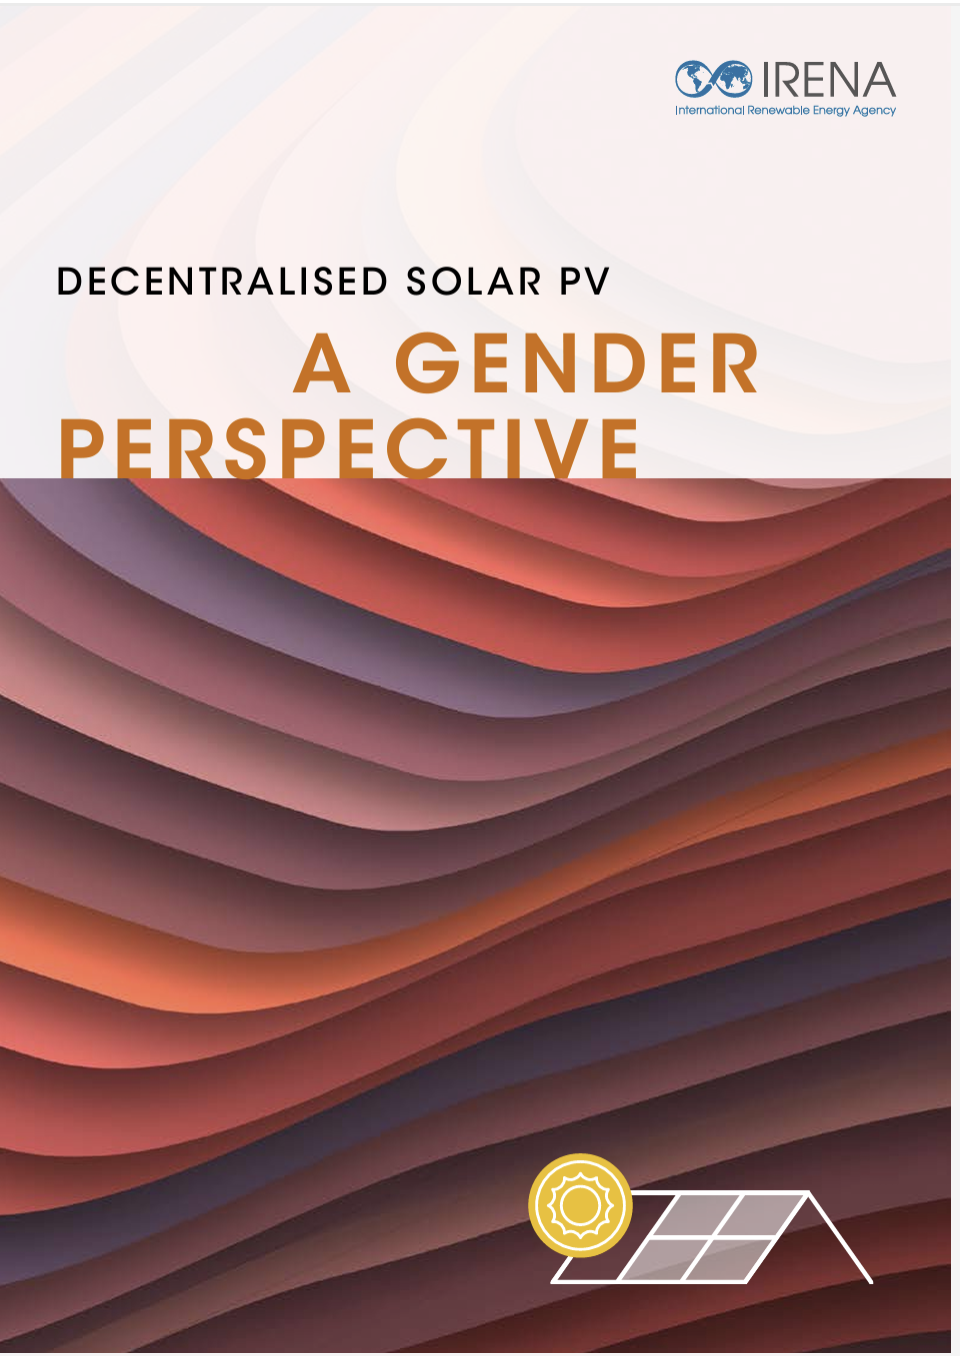 IRENA
International Renewable Energy Agency
DECENTRALISED SOLAR PV
A GENDER
PERSPECTIVE